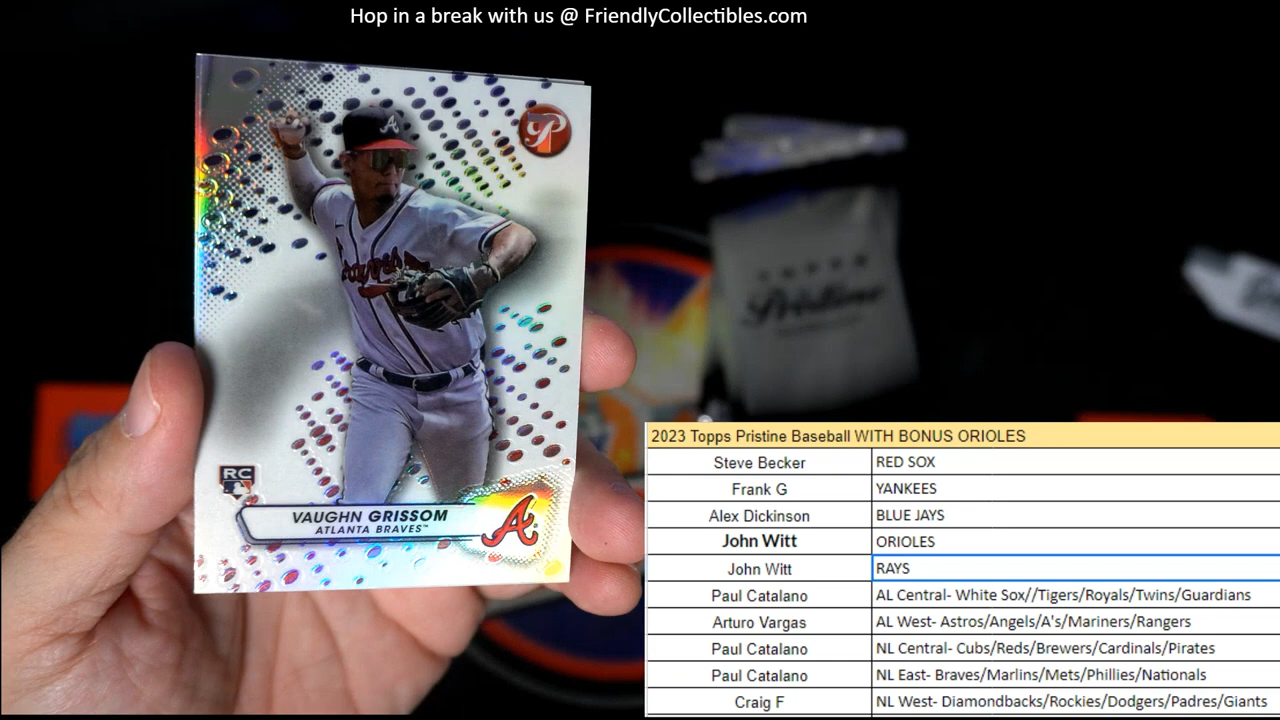 Hop in a break with us @ FriendlyCollectibles.com
A
P
RC
VAUGHN GRISSOM
ATLANTA BRAVES™
A
TOPPS
Pristine
2023 Topps Pristine Baseball WITH BONUS ORIOLES
Steve Becker RED SOX
Frank G YANKEES
Alex Dickinson BLUE JAYS
John Witt ORIOLES
John Witt RAYS
Paul Catalano AL Central- White Sox//Tigers/Royals/Twins/Guardians
Arturo Vargas AL West- Astros/Angels/A's/Mariners/Rangers
Paul Catalano NL Central- Cubs/Reds/Brewers/Cardinals/Pirates
Paul Catalano NL East- Braves/Marlins/Mets/Phillies/Nationals
Craig F NL West- Diamondbacks/Rockies/Dodgers/Padres/Giants